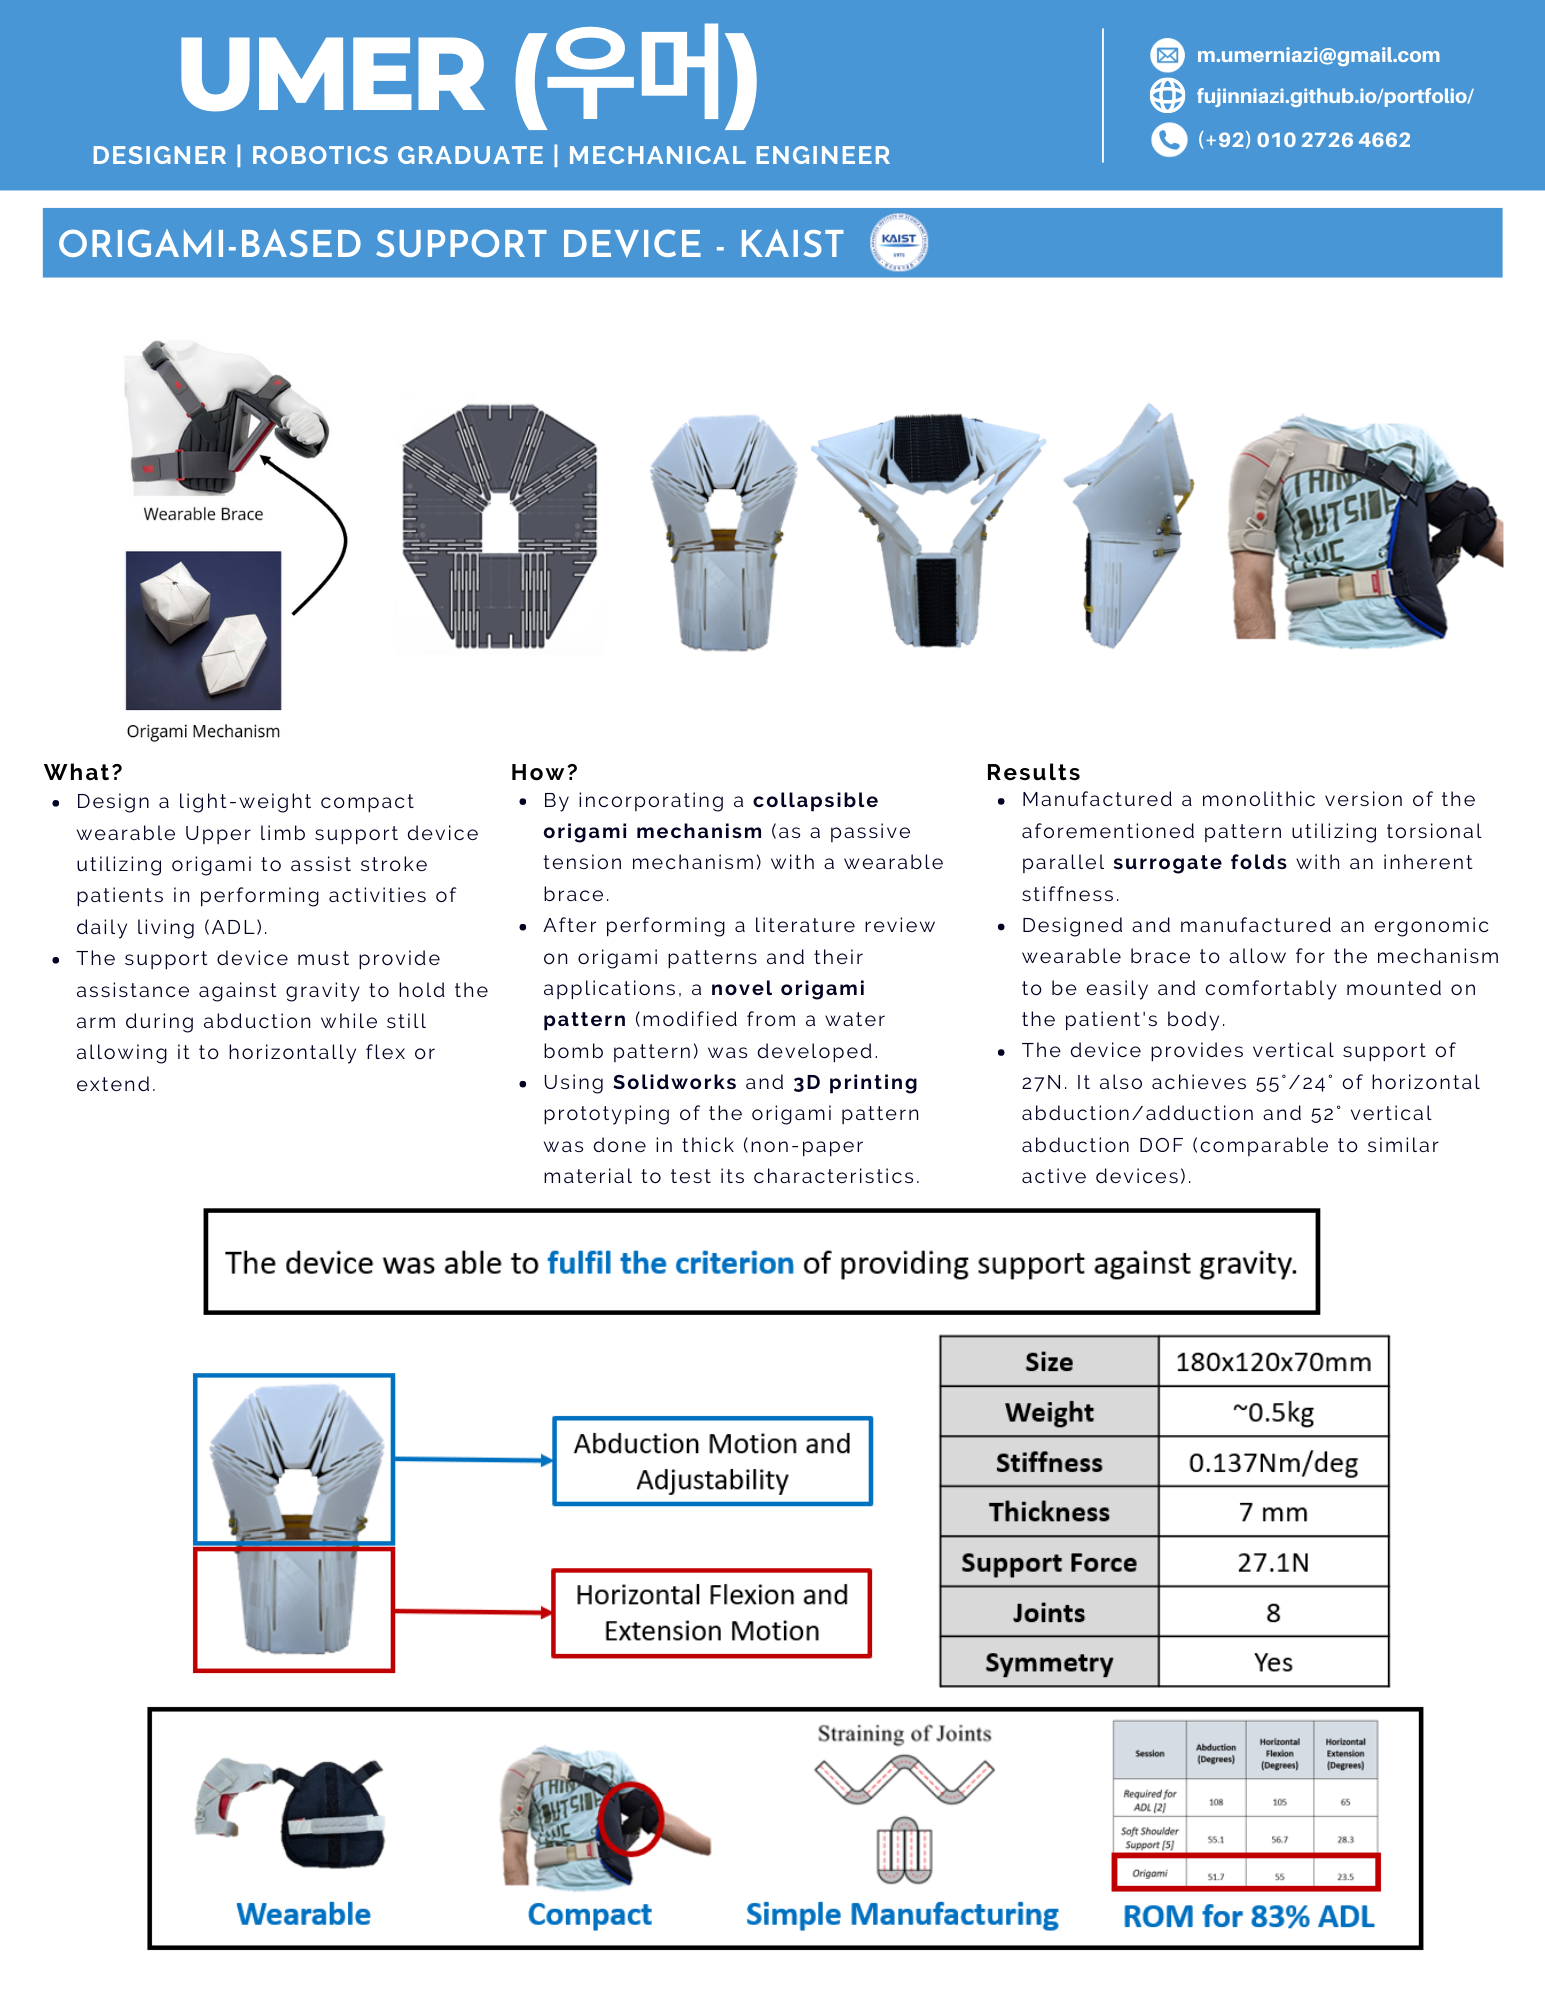 UMER (우머)
DESIGNER | ROBOTICS GRADUATE | MECHANICAL ENGINEER
m.umerniazi@gmail.com
fujinniazi.github.io/portfolio/
(+92) 010 2726 4662
ORIGAMI-BASED SUPPORT DEVICE - KAIST
KAIST
1971
Wearable Brace
Origami Mechanism
THIN
OUTSIDE
What?
• Design a light-weight compact
wearable Upper limb support device
utilizing origami to assist stroke
patients in performing activities of
daily living (ADL).
• The support device must provide
assistance against gravity to hold the
arm during abduction while still
allowing it to horizontally flex or
extend.
How?
• By incorporating a collapsible
origami mechanism (as a passive
tension mechanism) with a wearable
brace.
• After performing a literature review
on origami patterns and their
applications, a novel origami
pattern (modified from a water
bomb pattern) was developed.
• Using Solidworks and 3D printing
prototyping of the origami pattern
was done in thick (non-paper
material to test its characteristics.
Results
• Manufactured a monolithic version of the
aforementioned pattern utilizing torsional
parallel surrogate folds with an inherent
stiffness.
• Designed and manufactured an ergonomic
wearable brace to allow for the mechanism
to be easily and comfortably mounted on
the patient's body.
• The device provides vertical support of
27N. It also achieves 55°/24° of horizontal
abduction/adduction and 52° vertical
abduction DOF (comparable to similar
active devices).
The device was able to fulfil the criterion of providing support against gravity.
Abduction Motion and
Adjustability
Horizontal Flexion and
Extension Motion
Size 180x120x70mm
Weight ~0.5kg
Stiffness 0.137Nm/deg
Thickness 7 mm
Support Force 27.1N
Joints 8
Symmetry Yes
Wearable
Compact
Straining of Joints
Simple Manufacturing
Session Abduction (Degrees) Horizontal Flexion (Degrees) Horizontal Extension (Degrees)
Required for ADL [2] 108 105 65
Soft Shoulder Support [5] 55.1 56.7 28.3
Origami 51.7 55 23.5
ROM for 83% ADL